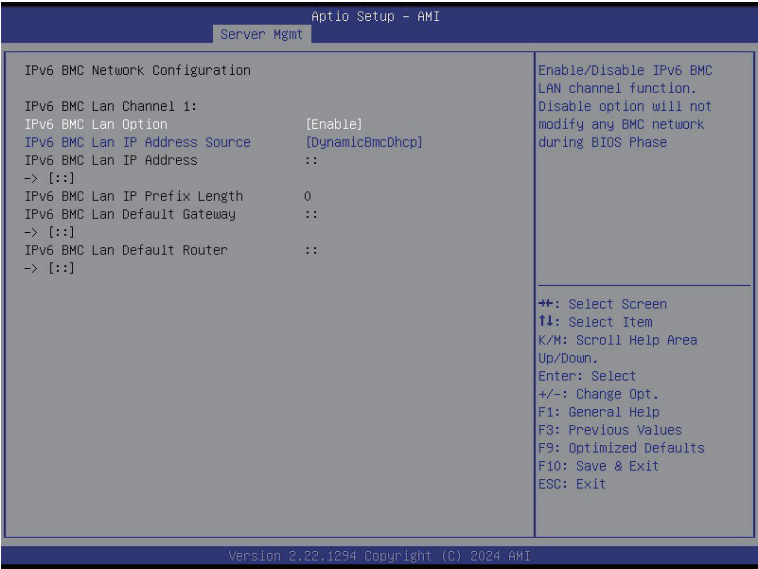 Aptio Setup – AMI
Server Mgmt
IPv6 BMC Network Configuration
IPv6 BMC Lan Channel 1:
IPv6 BMC Lan Option [Enable]
IPv6 BMC Lan IP Address Source [DynamicBmcDhcp]
IPv6 BMC Lan IP Address ::
-> [::]
IPv6 BMC Lan IP Prefix Length 0
IPv6 BMC Lan Default Gateway ::
-> [::]
IPv6 BMC Lan Default Router ::
-> [::]
Enable/Disable IPv6 BMC
LAN channel function.
Disable option will not
modify any BMC network
during BIOS Phase
→←: Select Screen
↑↓: Select Item
K/M: Scroll Help Area
Up/Down.
Enter: Select
+/-: Change Opt.
F1: General Help
F3: Previous Values
F9: Optimized Defaults
F10: Save & Exit
ESC: Exit
Version 2.22.1294 Copyright (C) 2024 AMI